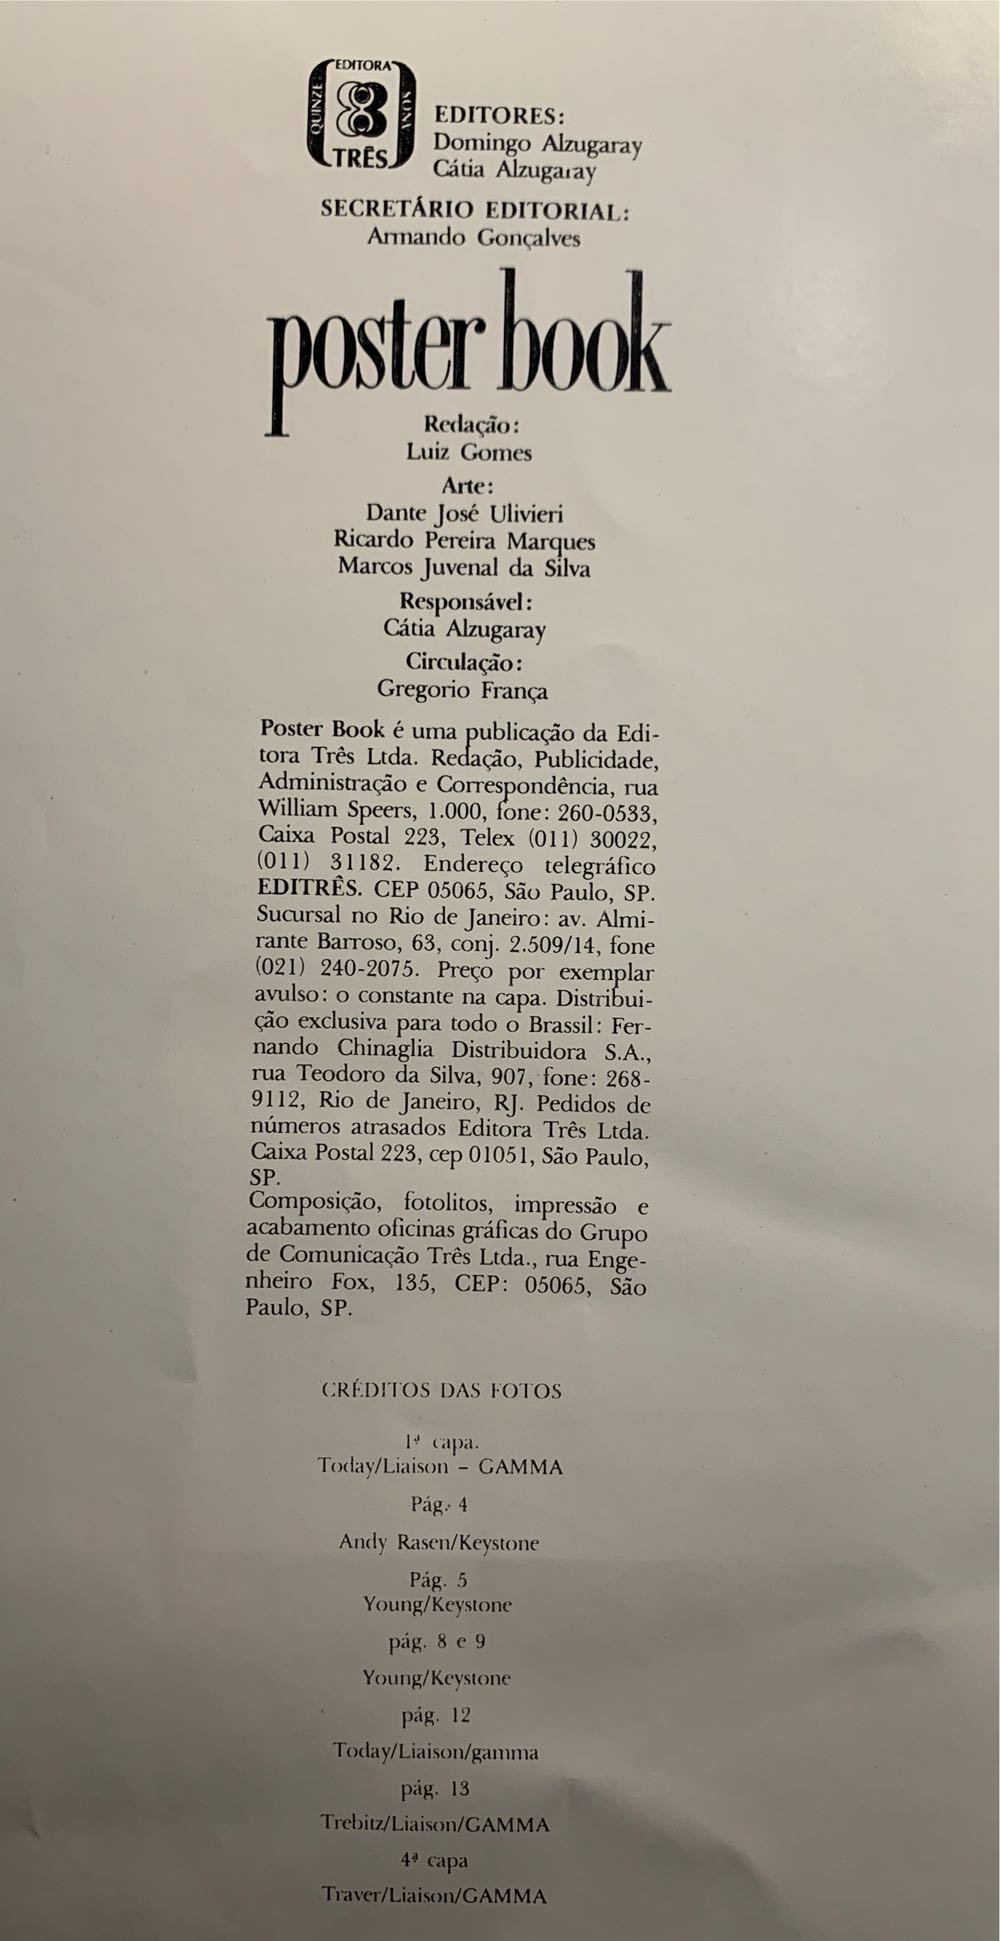 EDITORA
QUINZE
ANOS
TRÊS
EDITORES:
Domingo Alzugaray
Cátia Alzugaray
SECRETÁRIO EDITORIAL:
Armando Gonçalves
poster book
Redação:
Luiz Gomes
Arte:
Dante José Ulivieri
Ricardo Pereira Marques
Marcos Juvenal da Silva
Responsável:
Cátia Alzugaray
Circulação:
Gregorio França
Poster Book é uma publicação da Edi-
tora Três Ltda. Redação, Publicidade,
Administração e Correspondência, rua
William Speers, 1.000, fone: 260-0533,
Caixa Postal 223, Telex (011) 30022,
(011) 31182. Endereço telegráfico
EDITRÊS. CEP 05065, São Paulo, SP.
Sucursal no Rio de Janeiro: av. Almi-
rante Barroso, 63, conj. 2.509/14, fone
(021) 240-2075. Preço por exemplar
avulso: o constante na capa. Distribui-
ção exclusiva para todo o Brassil: Fer-
nando Chinaglia Distribuidora S.A.,
rua Teodoro da Silva, 907, fone: 268-
9112, Rio de Janeiro, RJ. Pedidos de
números atrasados Editora Três Ltda.
Caixa Postal 223, cep 01051, São Paulo,
SP.
Composição, fotolitos, impressão e
acabamento oficinas gráficas do Grupo
de Comunicação Três Ltda., rua Enge-
nheiro Fox, 135, CEP: 05065, São
Paulo, SP.
CRÉDITOS DAS FOTOS
1ª capa.
Today/Liaison – GAMMA
Pág. 4
Andy Rasen/Keystone
Pág. 5
Young/Keystone
pág. 8 e 9
Young/Keystone
pág. 12
Today/Liaison/gamma
pág. 13
Trebitz/Liaison/GAMMA
4ª capa
Traver/Liaison/GAMMA